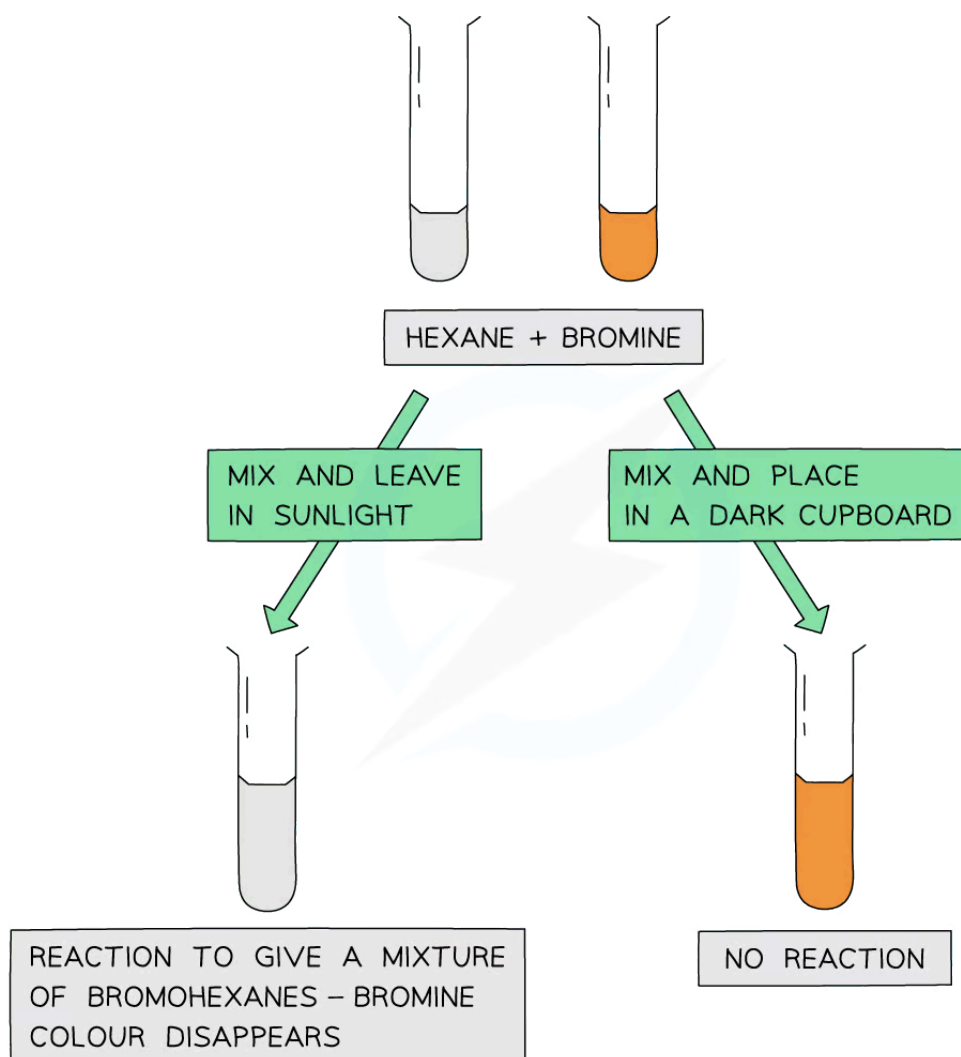 HEXANE + BROMINE
MIX AND LEAVE
IN SUNLIGHT
MIX AND PLACE
IN A DARK CUPBOARD
REACTION TO GIVE A MIXTURE
OF BROMOHEXANES – BROMINE
COLOUR DISAPPEARS
NO REACTION